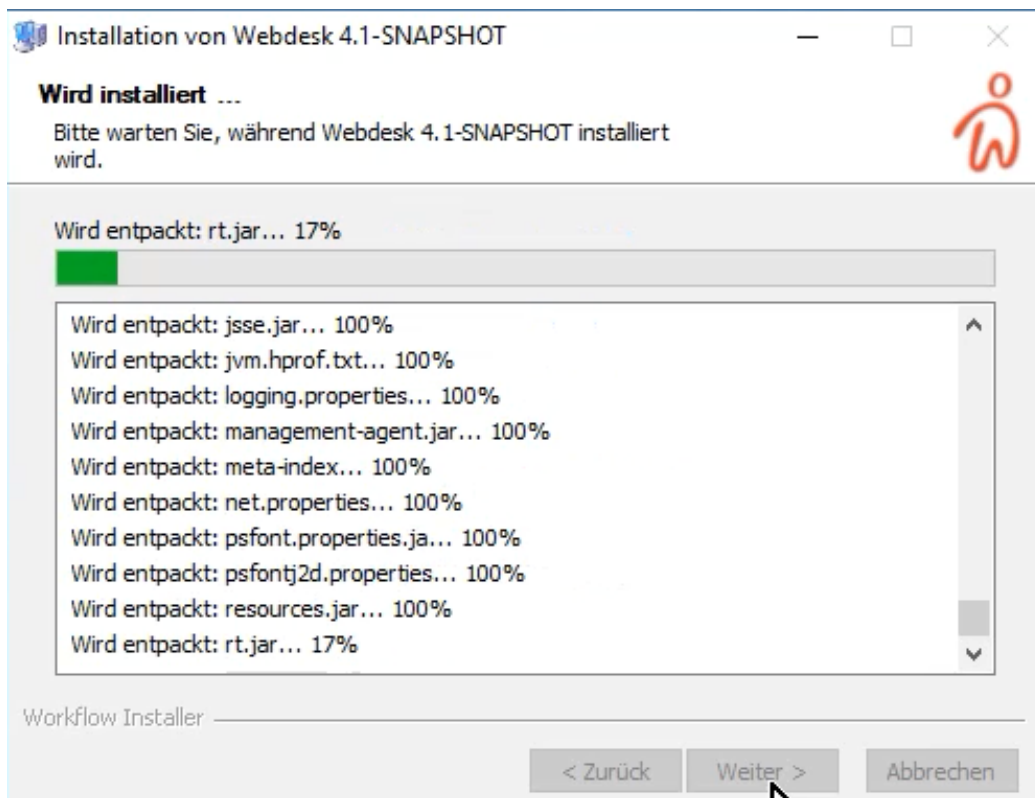 Installation von Webdesk 4.1-SNAPSHOT
Wird installiert ...
Bitte warten Sie, während Webdesk 4.1-SNAPSHOT installiert
wird.
Wird entpackt: rt.jar... 17%
Wird entpackt: jsse.jar... 100%
Wird entpackt: jvm.hprof.txt... 100%
Wird entpackt: logging.properties... 100%
Wird entpackt: management-agent.jar... 100%
Wird entpackt: meta-index... 100%
Wird entpackt: net.properties... 100%
Wird entpackt: psfont.properties.ja... 100%
Wird entpackt: psfontj2d.properties... 100%
Wird entpackt: resources.jar... 100%
Wird entpackt: rt.jar... 17%
Workflow Installer
< Zurück Weiter > Abbrechen